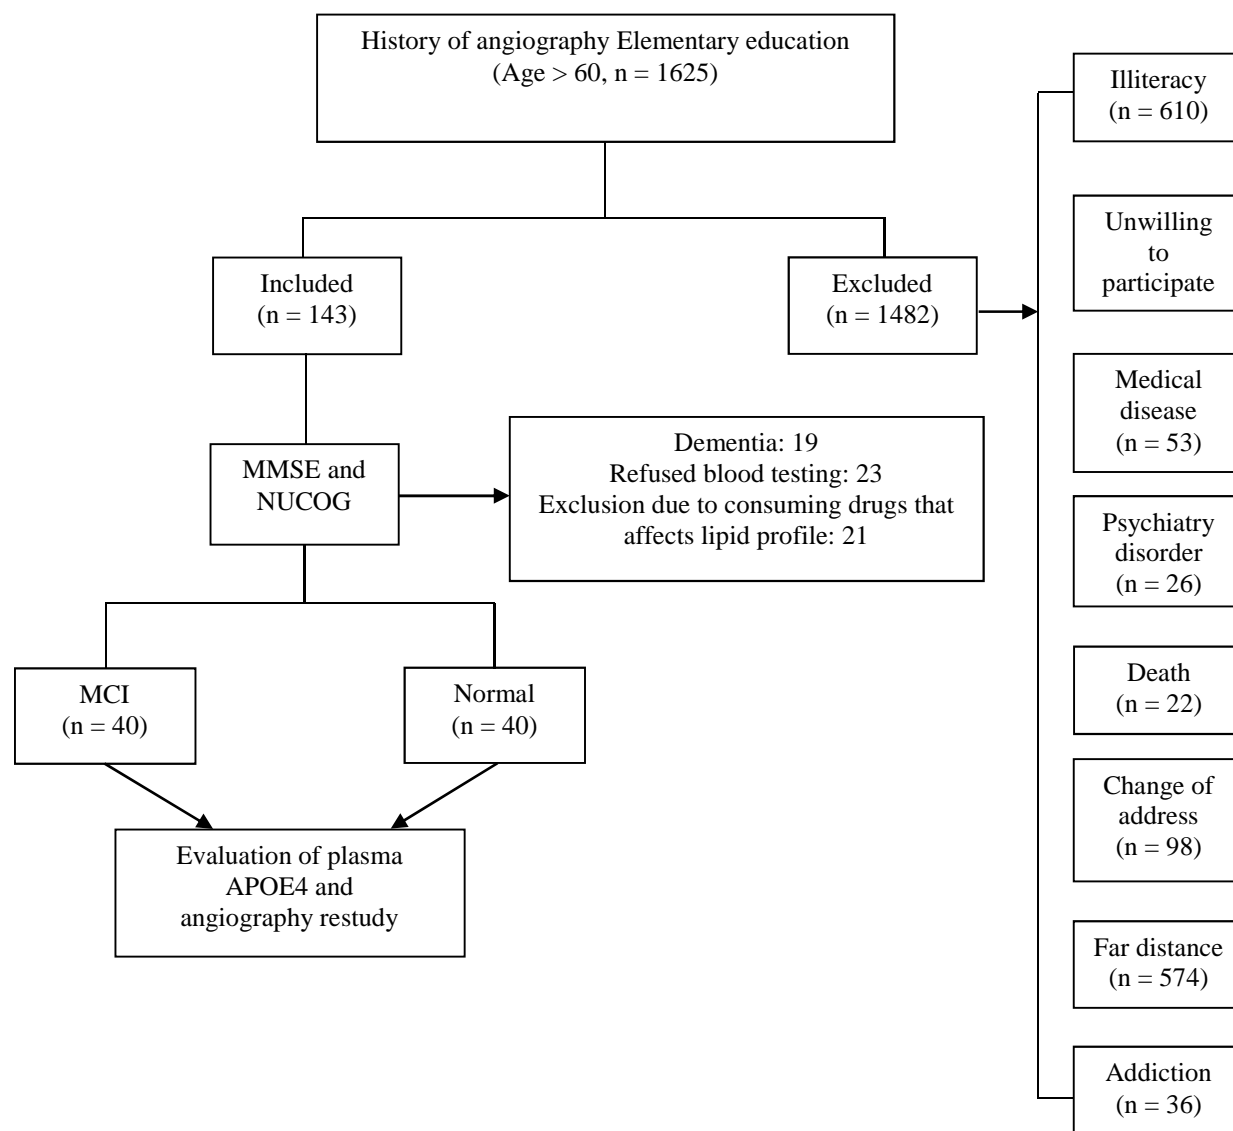 History of angiography Elementary education
(Age > 60, n = 1625)
Included
(n = 143)
Excluded
(n = 1482)
MMSE and
NUCOG
Dementia: 19
Refused blood testing: 23
Exclusion due to consuming drugs that
affects lipid profile: 21
MCI
(n = 40)
Normal
(n = 40)
Evaluation of plasma
APOE4 and
angiography restudy
Illiteracy
(n = 610)
Unwilling
to
participate
Medical
disease
(n = 53)
Psychiatry
disorder
(n = 26)
Death
(n = 22)
Change of
address
(n = 98)
Far distance
(n = 574)
Addiction
(n = 36)